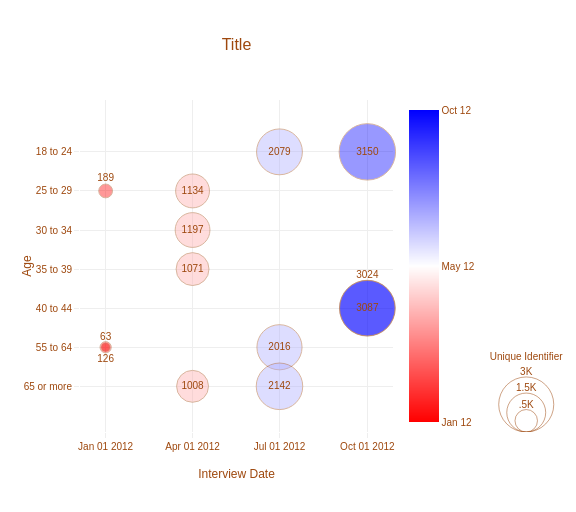 Title
Oct 12
18 to 24
2079
3150
189
25 to 29
1134
30 to 34
1197
Age
35 to 39
1071
3024
May 12
40 to 44
3087
63
55 to 64
2016
126
Unique Identifier
3K
1.5K
.5K
65 or more
1008
2142
Jan 12
Jan 01 2012
Apr 01 2012
Jul 01 2012
Oct 01 2012
Interview Date